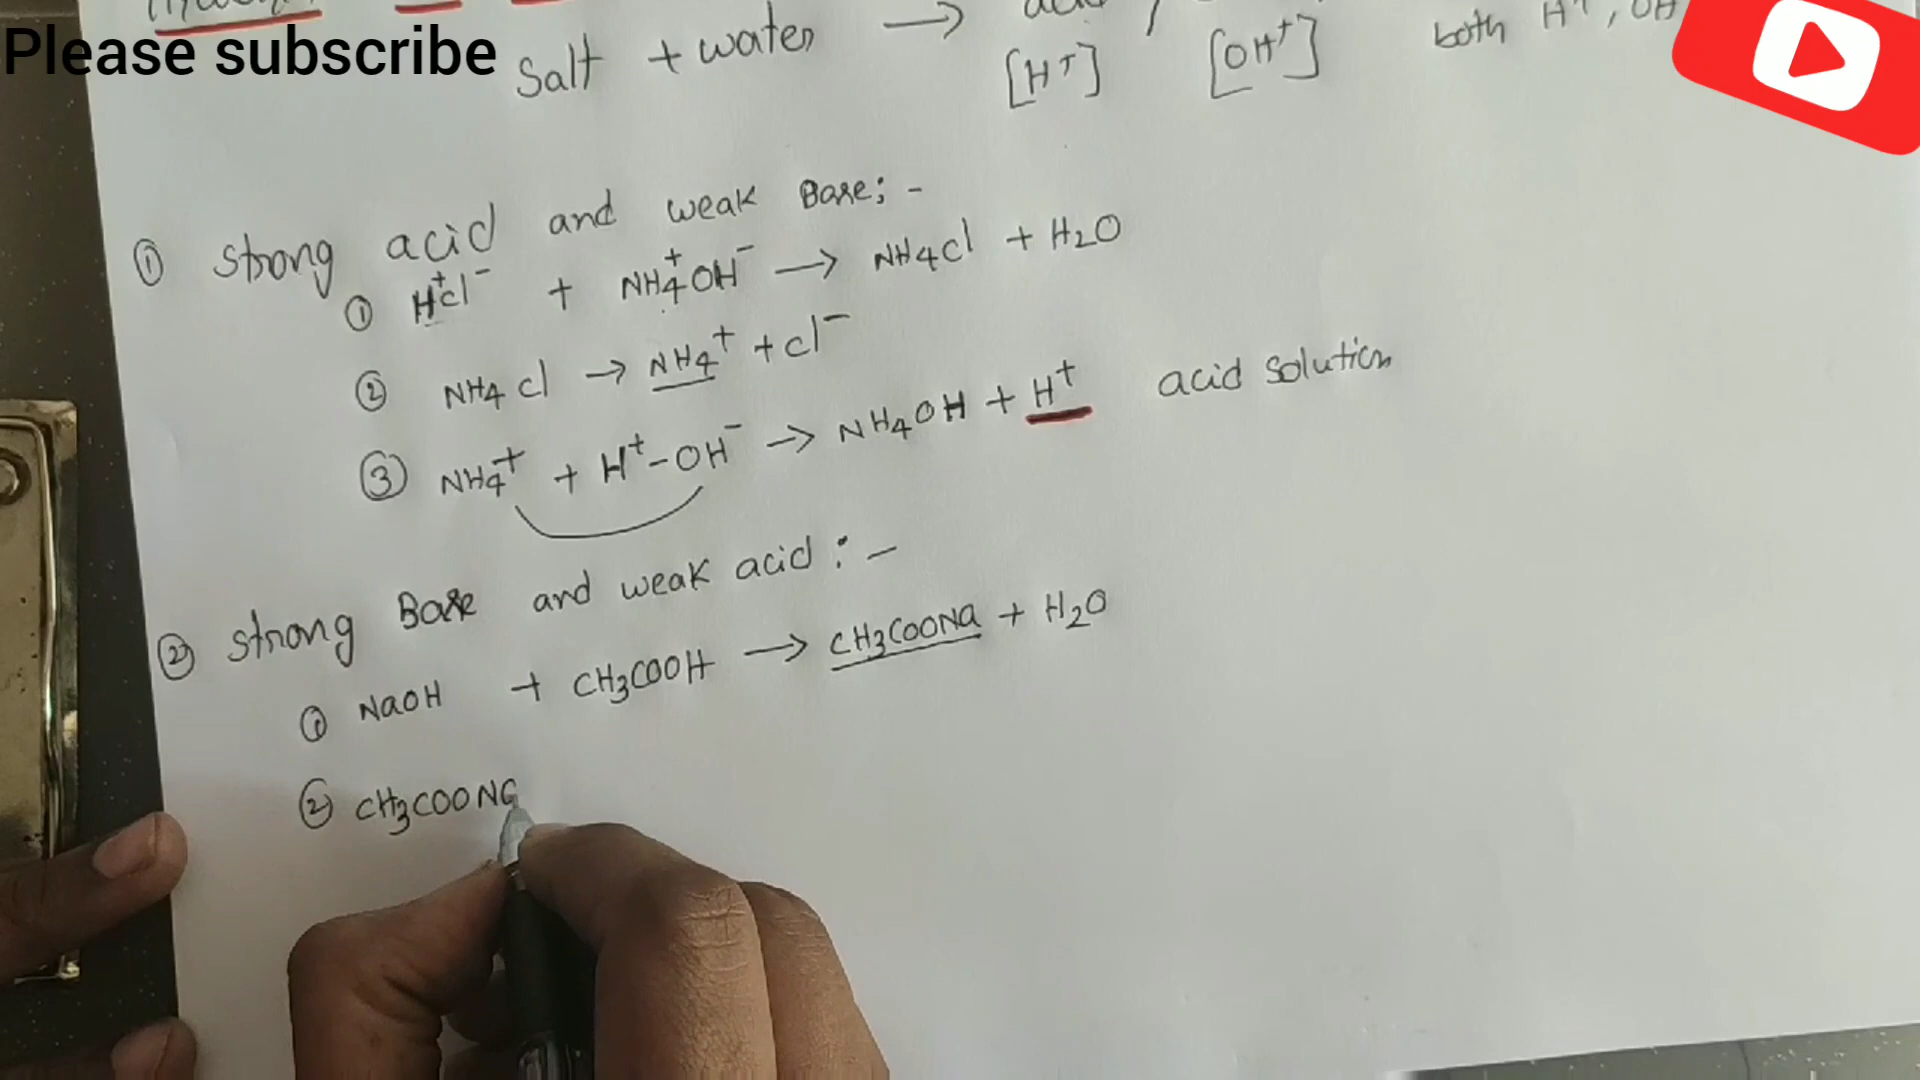 Please subscribe
Salt + water → acid /
[H+] [OH+] both H+, OH
① strong acid and weak Base; -
① H+Cl- + NH4+OH- → NH4Cl + H2O
② NH4Cl → NH4+ + Cl-
③ NH4+ + H+-OH- → NH4OH + H+ acid solution
② strong Base and weak acid : -
① NaOH + CH3COOH → CH3COONa + H2O
② CH3COONa